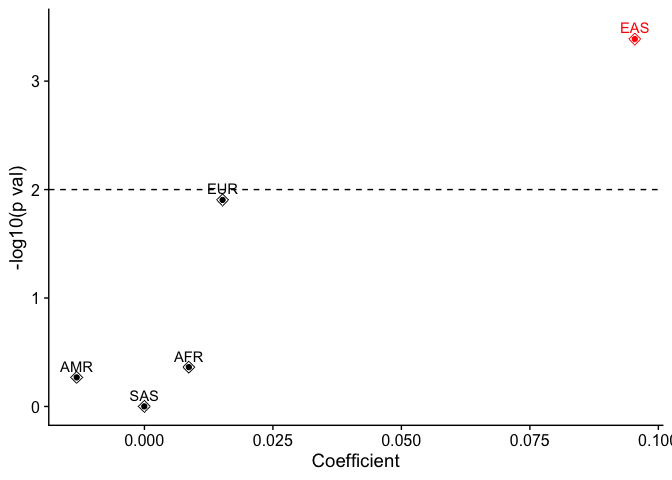 EAS
3
-log10(p val)
2
EUR
1
AFR
AMR
SAS
0
0.000
0.025
0.050
0.075
0.100
Coefficient